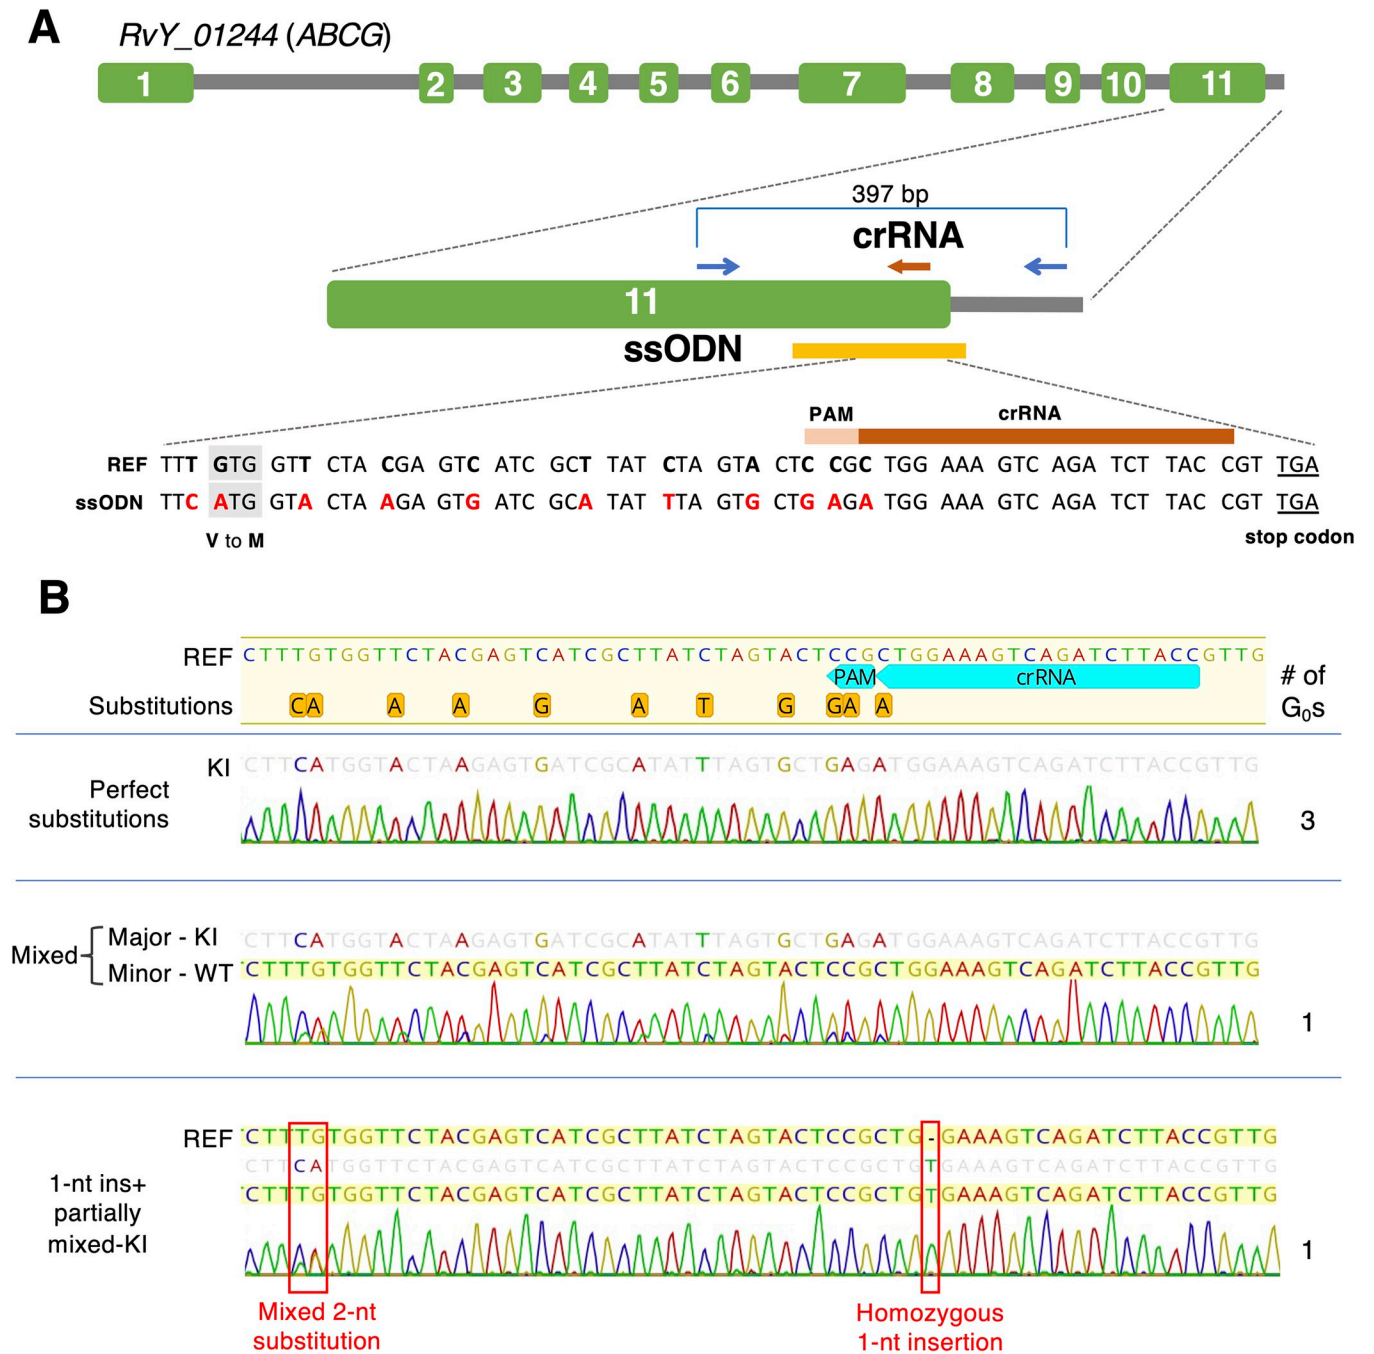 A
RvY_01244 (ABCG)
1 2 3 4 5 6 7 8 9 10 11
397 bp
crRNA
11
ssODN
PAM crRNA
REF TTT GTG GTT CTA CGA GTC ATC GCT TAT CTA GTA CTC CGC TGG AAA GTC AGA TCT TAC CGT TGA
ssODN TTC ATG GTA CTA AGA GTG ATC GCA TAT TTA GTG CTG AGA TGG AAA GTC AGA TCT TAC CGT TGA
V to M stop codon
B
REF CTTTGTGGTTCTACGAGTCATCGCTTATCTAGTACTCCGCTGGAAAGTCAGATCTTACCGTTG
PAM crRNA
# of
G₀s
Substitutions CA A A G A T G GA A
KI CTTCATGGTACTAAGAGTGATCGCATATTTAGTGCTGAGATGGAAAGTCAGATCTTACCGTTG
Perfect
substitutions
3
Mixed
Major - KI CTTCATGGTACTAAGAGTGATCGCATATTTAGTGCTGAGATGGAAAGTCAGATCTTACCGTTG
Minor - WT CTTTGTGGTTCTACGAGTCATCGCTTATCTAGTACTCCGCTGGAAAGTCAGATCTTACCGTTG
1
REF CTTTGTGGTTCTACGAGTCATCGCTTATCTAGTACTCCGCTG-GAAAGTCAGATCTTACCGTTG
CTTCATGGTTCTACGAGTCATCGCTTATCTAGTACTCCGCTGTGAAAGTCAGATCTTACCGTTG
CTTTGTGGTTCTACGAGTCATCGCTTATCTAGTACTCCGCTGTGAAAGTCAGATCTTACCGTTG
1-nt ins+
partially
mixed-KI
1
Mixed 2-nt
substitution
Homozygous
1-nt insertion